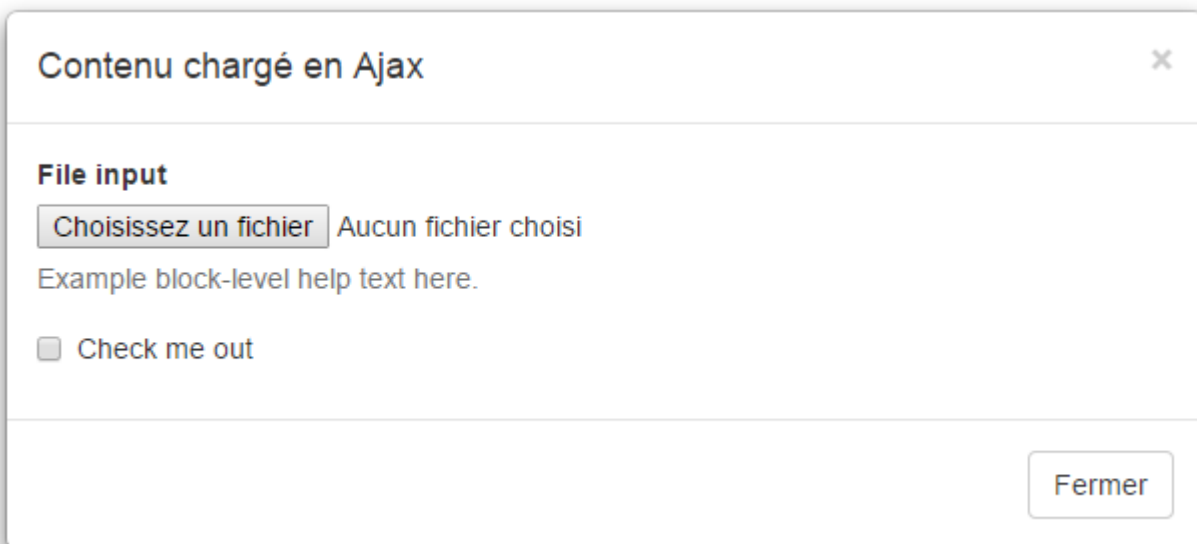 Contenu chargé en Ajax ×
File input
Choisissez un fichier Aucun fichier choisi
Example block-level help text here.
Check me out
Fermer